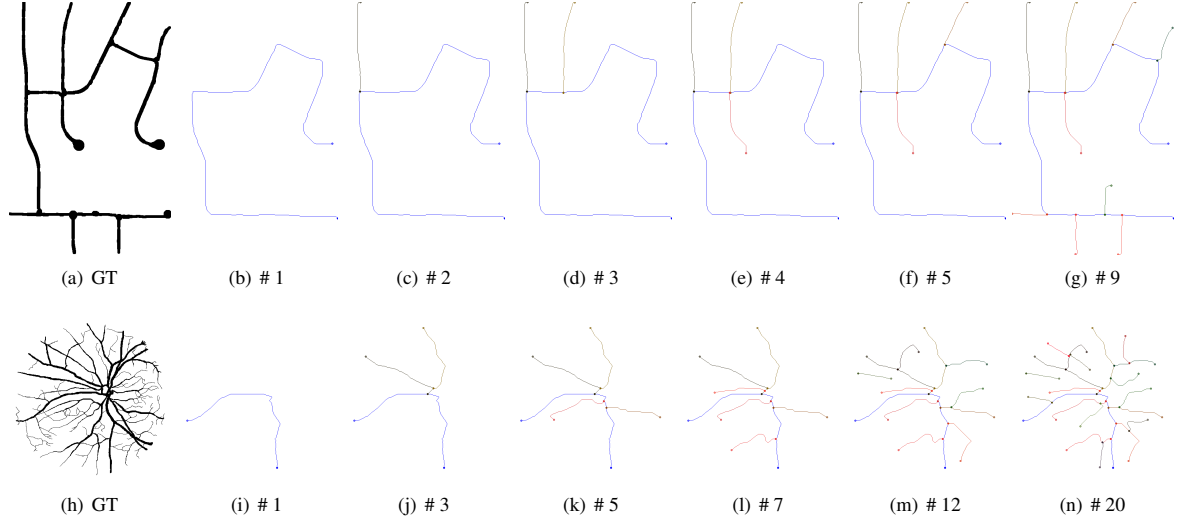 (a) GT (b) # 1 (c) # 2 (d) # 3 (e) # 4 (f) # 5 (g) # 9
(h) GT (i) # 1 (j) # 3 (k) # 5 (l) # 7 (m) # 12 (n) # 20